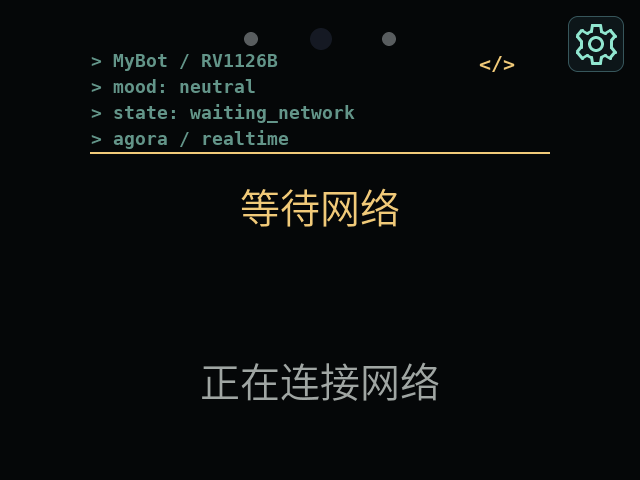 > MyBot / RV1126B
</>
> mood: neutral
> state: waiting_network
> agora / realtime
等待网络
正在连接网络